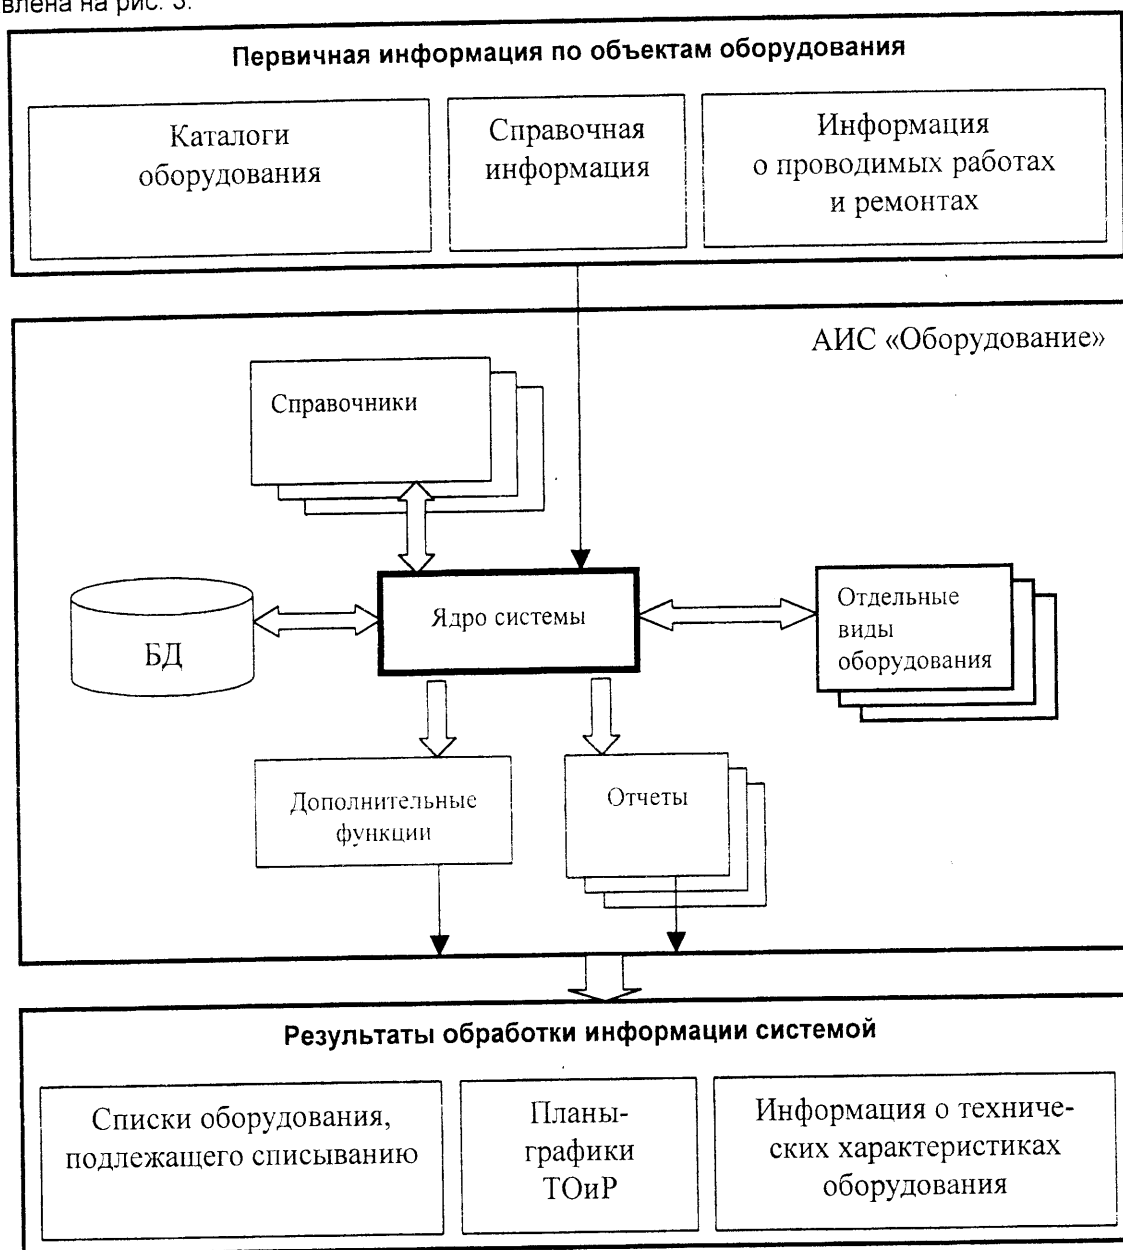 влена на рис. 3.
Первичная информация по объектам оборудования
Каталоги
оборудования
Справочная
информация
Информация
о проводимых работах
и ремонтах
АИС «Оборудование»
Справочники
БД
Ядро системы
Отдельные
виды
оборудования
Дополнительные
функции
Отчеты
Результаты обработки информации системой
Списки оборудования,
подлежащего списыванию
Планы-
графики
ТОиР
Информация о техниче-
ских характеристиках
оборудования